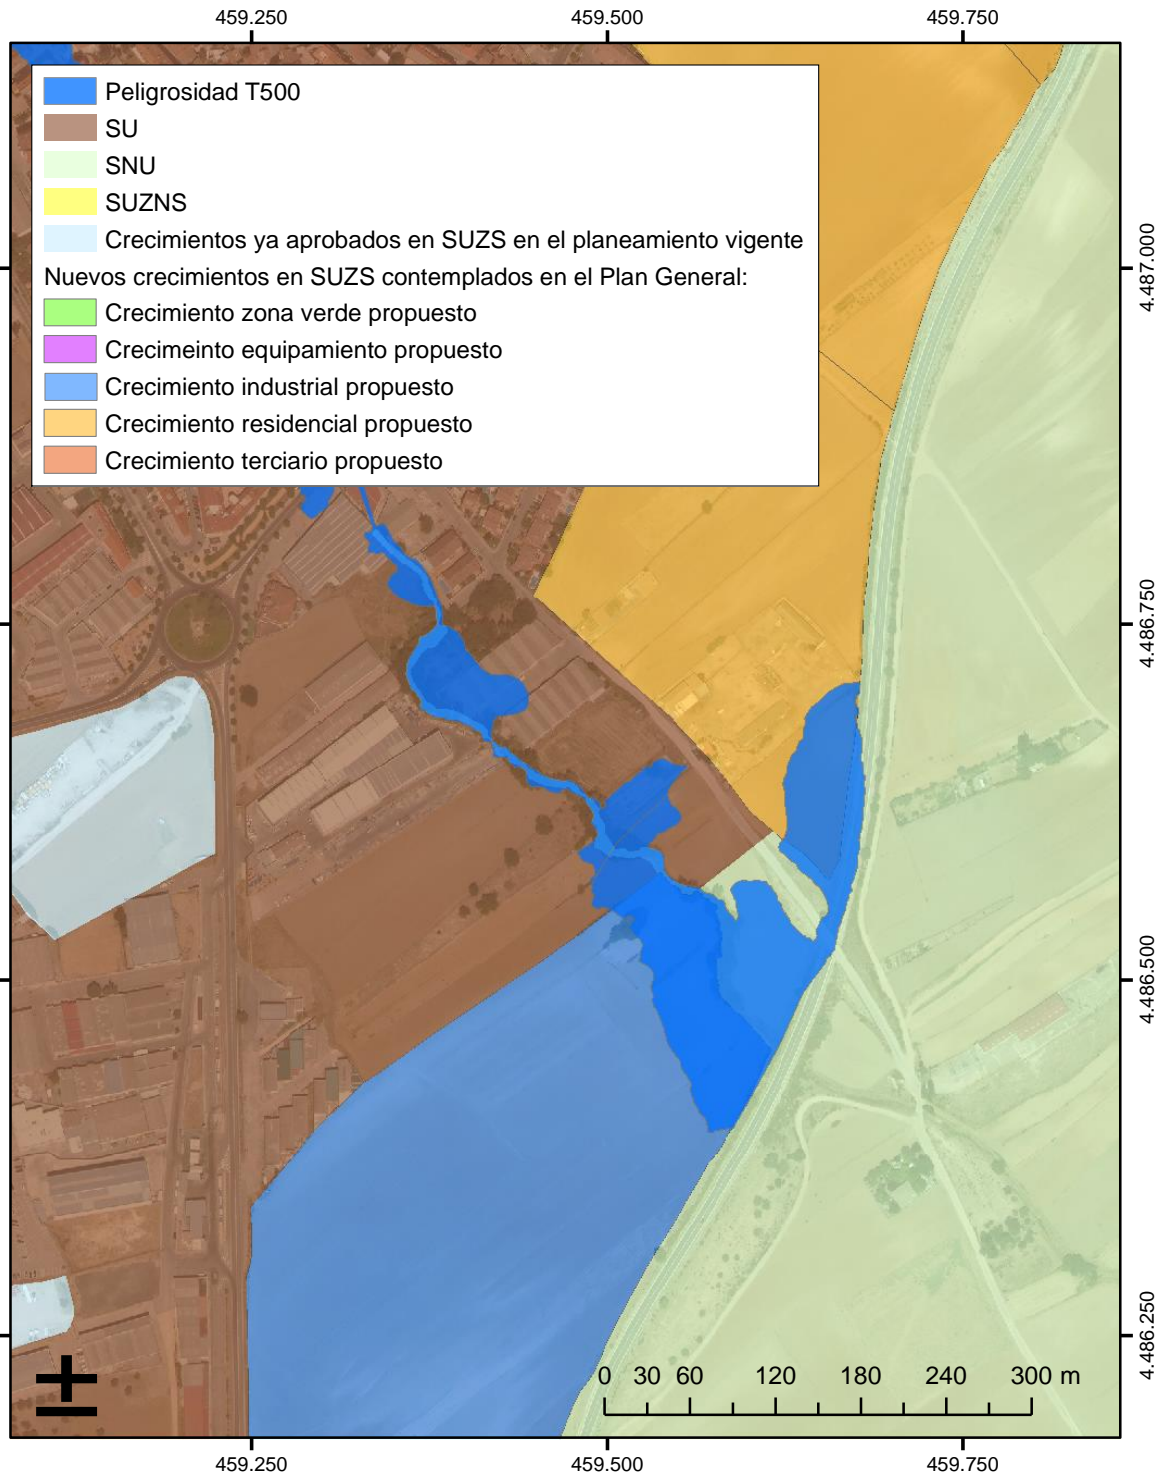 459.250 459.500 459.750
Peligrosidad T500
SU
SNU
SUZNS
Crecimientos ya aprobados en SUZS en el planeamiento vigente
Nuevos crecimientos en SUZS contemplados en el Plan General:
Crecimiento zona verde propuesto
Crecimeinto equipamiento propuesto
Crecimiento industrial propuesto
Crecimiento residencial propuesto
Crecimiento terciario propuesto
4.487.000
4.486.750
4.486.500
4.486.250
0 30 60 120 180 240 300 m
459.250 459.500 459.750